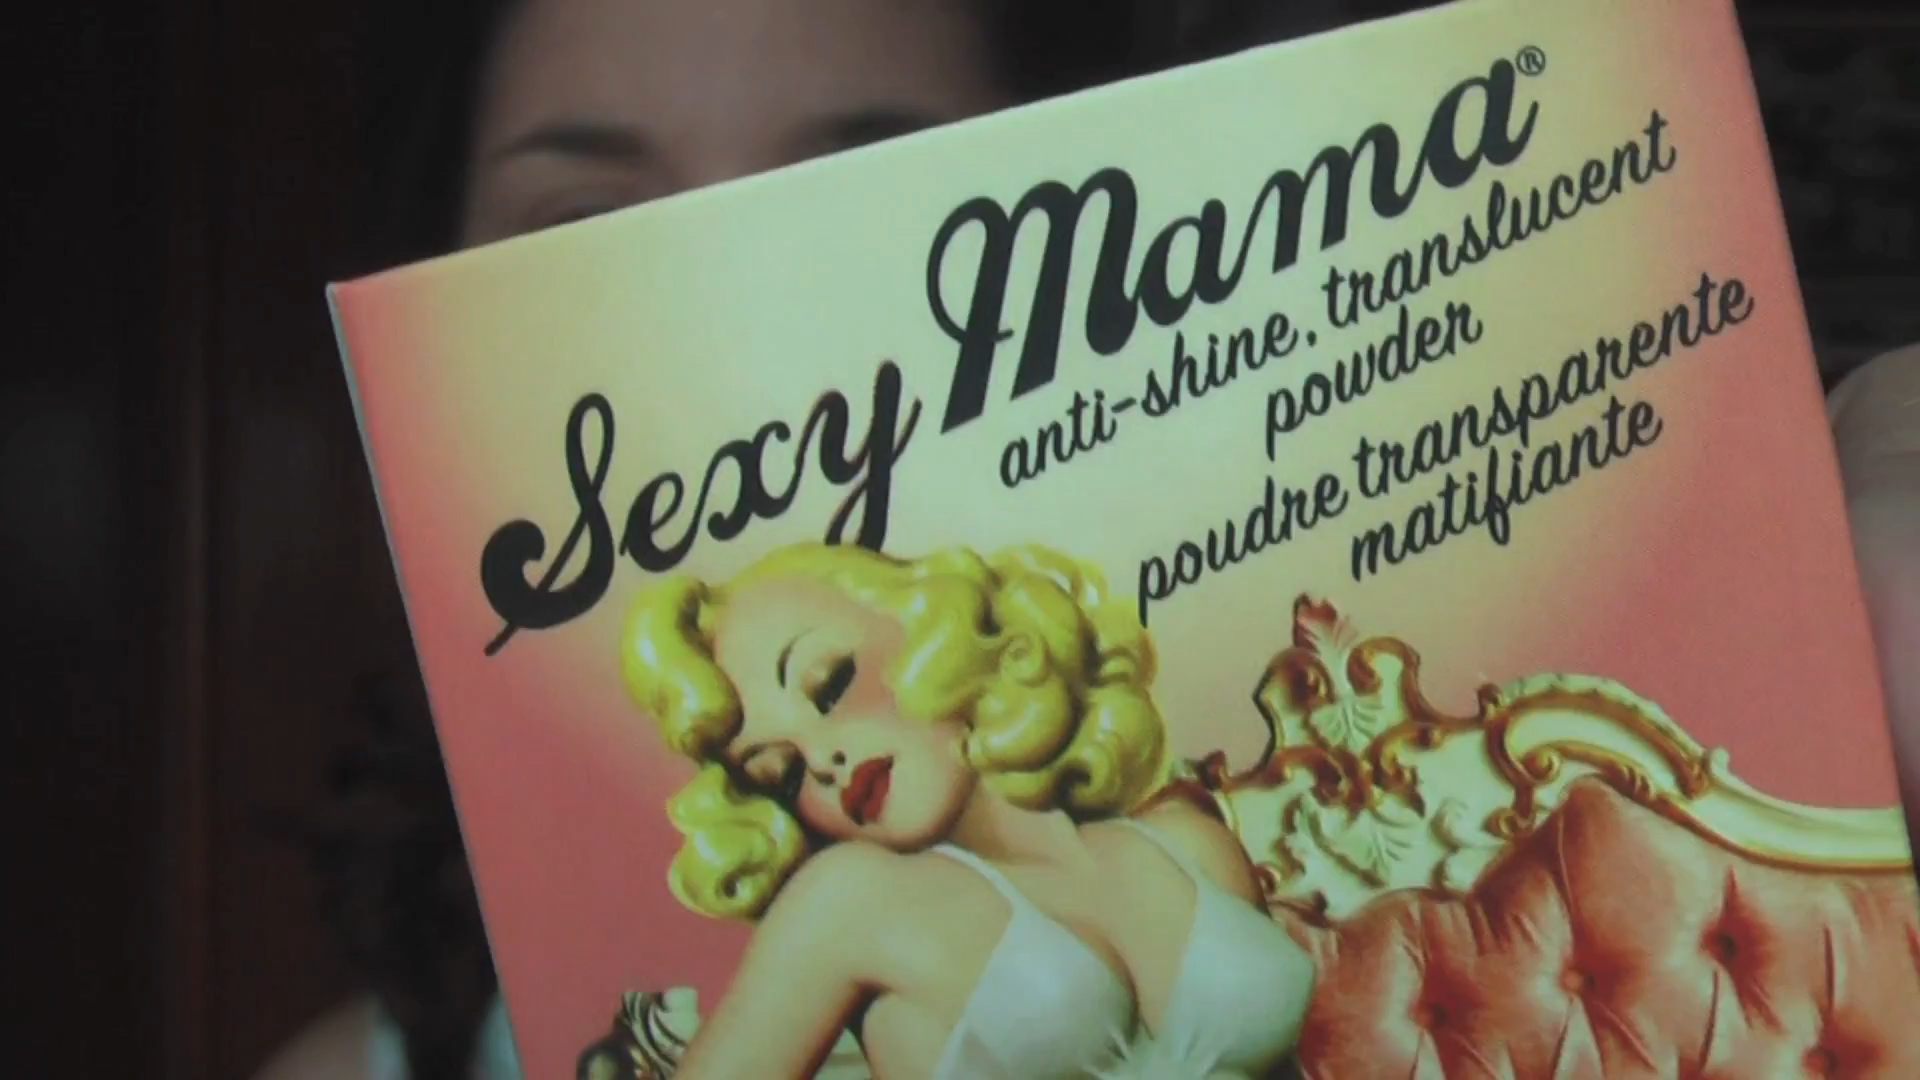 Sexy Mama®
anti-shine, translucent
powder
poudre transparente
matifiante